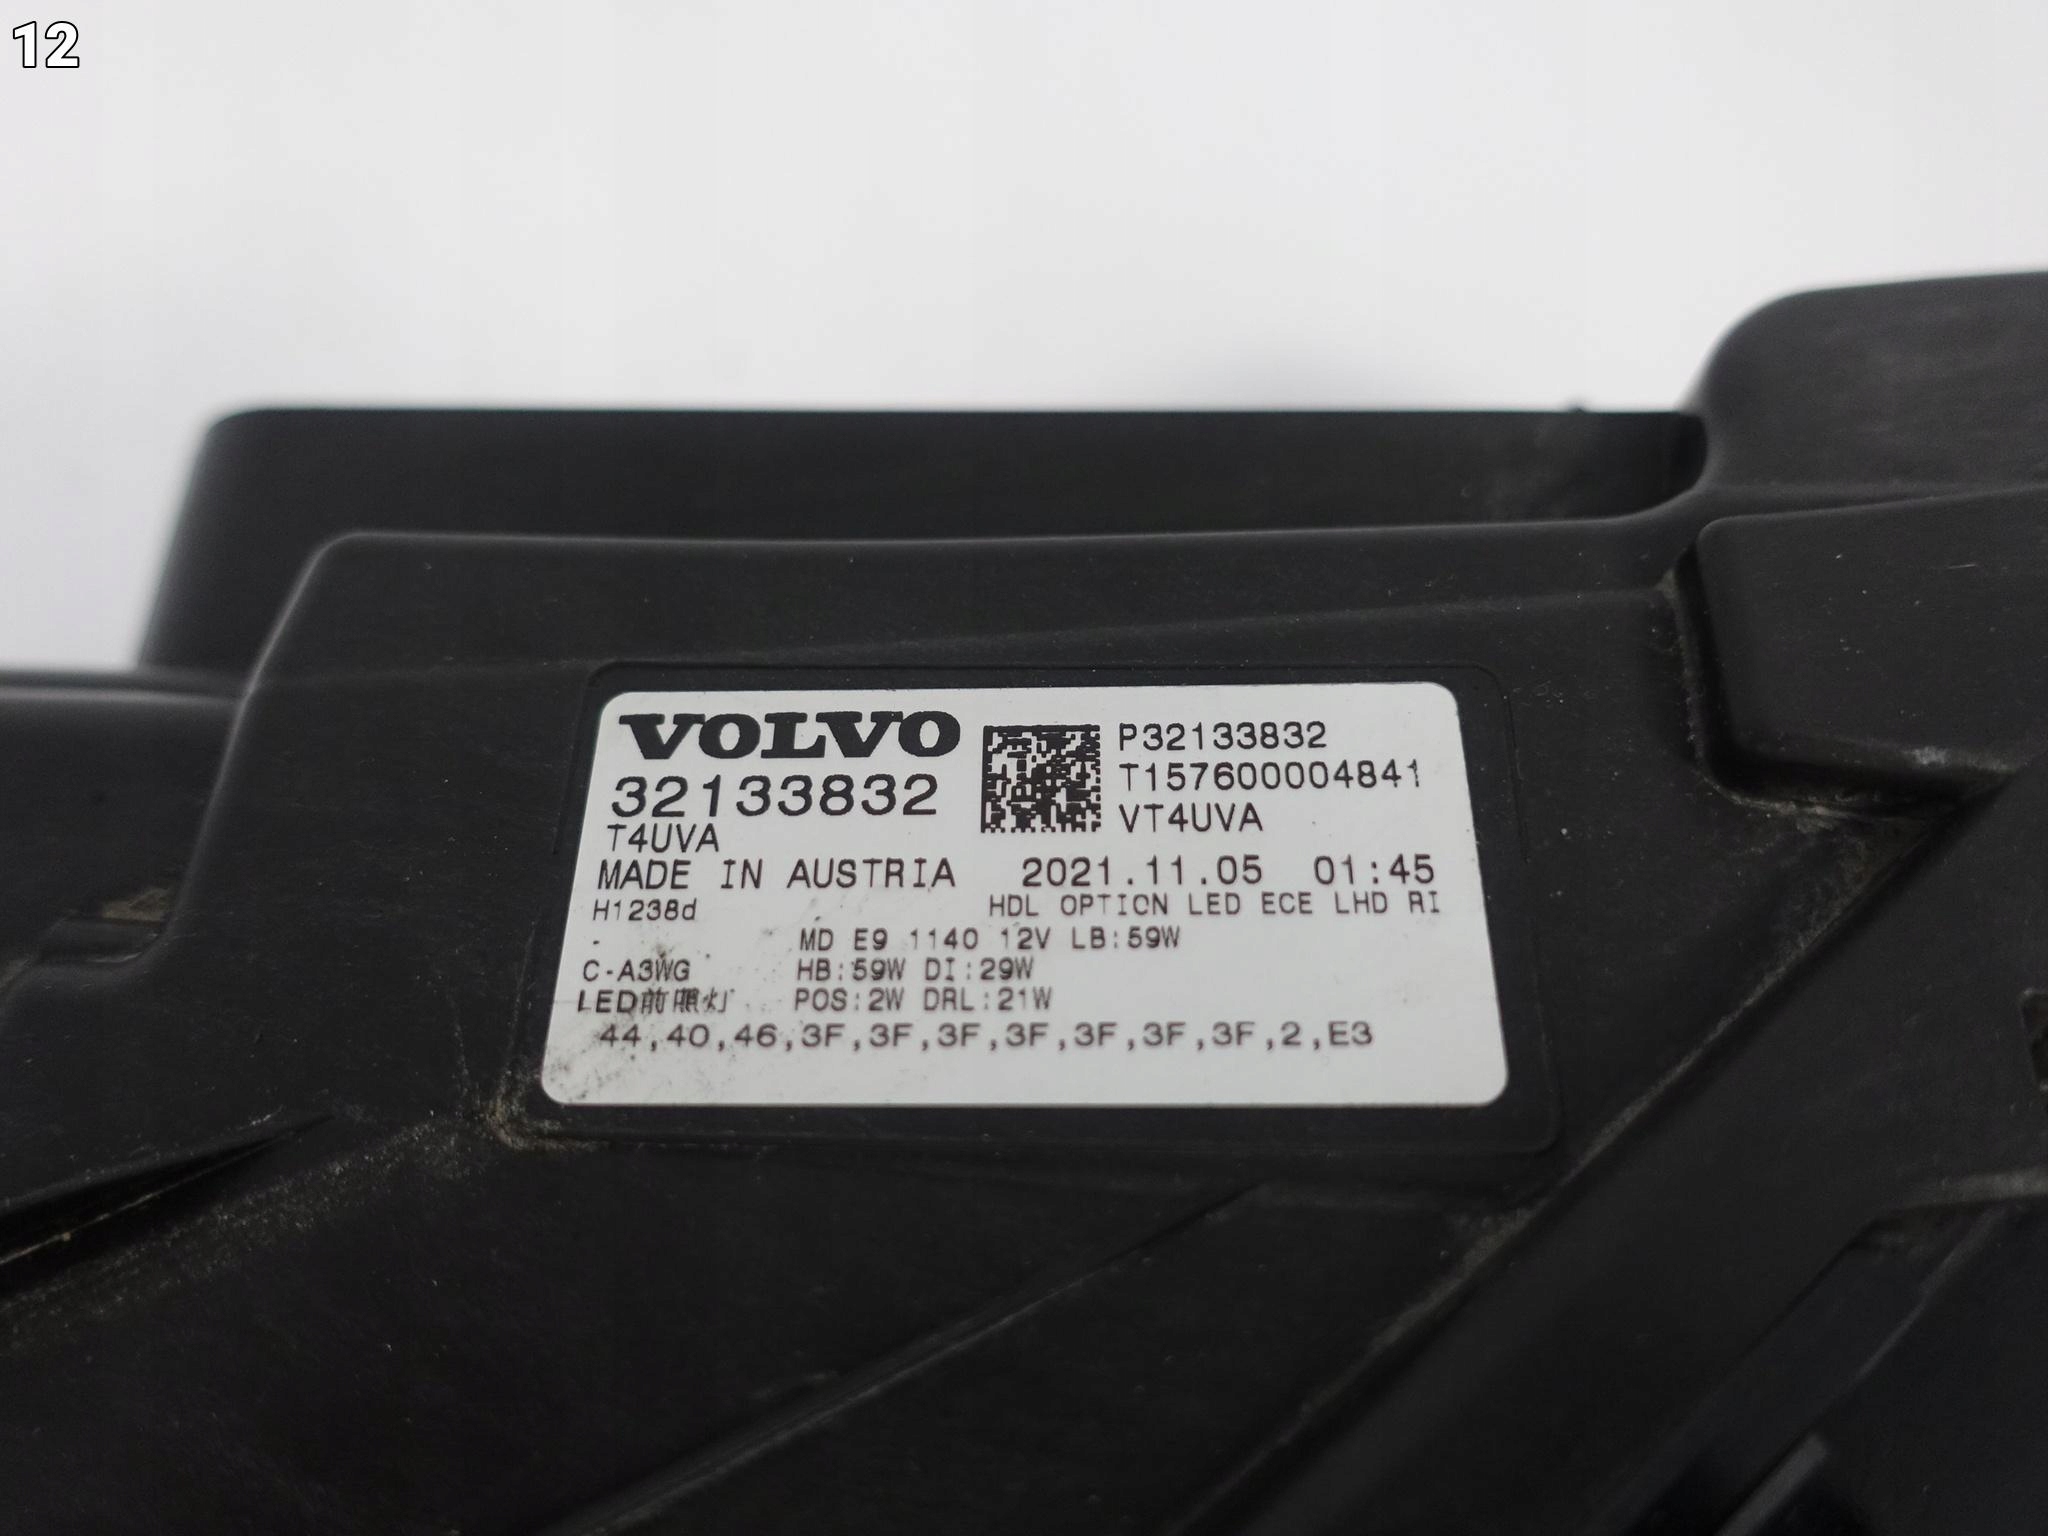 12
VOLVO
32133832
T4UVA
P32133832
T157600004841
VT4UVA
MADE IN AUSTRIA 2021.11.05 01:45
H1238d HDL OPTION LED ECE LHD RI
- MD E9 1140 12V LB:59W
C-A3WG HB:59W DI:29W
LED前照灯 POS:2W DRL:21W
44,40,46,3F,3F,3F,3F,3F,3F,3F,2,E3